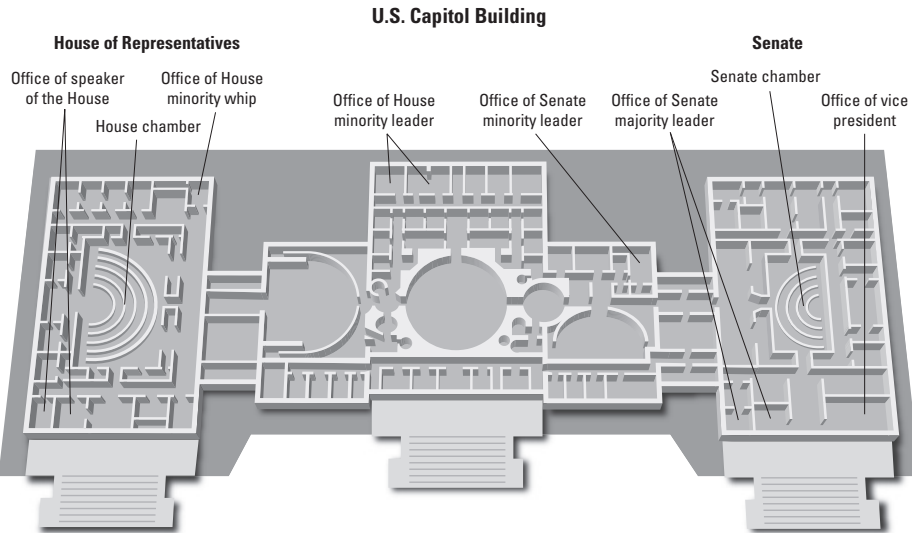 U.S. Capitol Building
House of Representatives
Senate
Office of speaker
of the House
House chamber
Office of House
minority whip
Office of House
minority leader
Office of Senate
minority leader
Office of Senate
majority leader
Senate chamber
Office of vice
president